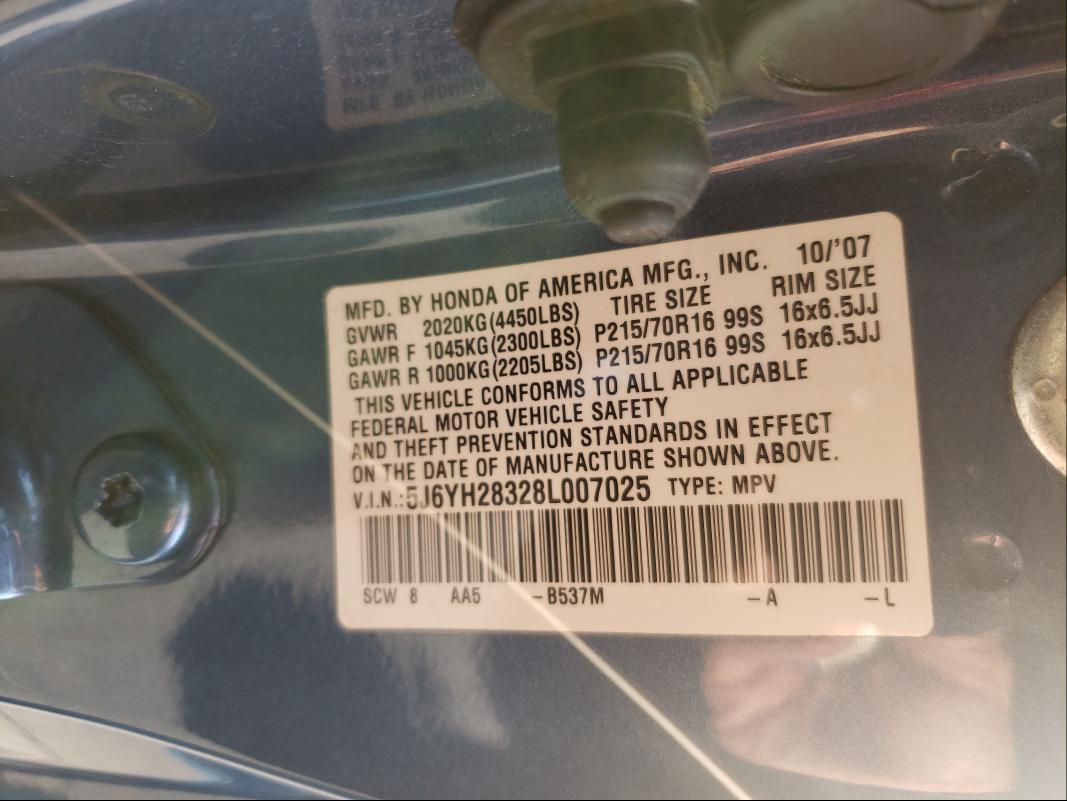 MFD. BY HONDA OF AMERICA MFG., INC. 10/'07
GVWR 2020KG(4450LBS) TIRE SIZE RIM SIZE
GAWR F 1045KG(2300LBS) P215/70R16 99S 16x6.5JJ
GAWR R 1000KG(2205LBS) P215/70R16 99S 16x6.5JJ
THIS VEHICLE CONFORMS TO ALL APPLICABLE
FEDERAL MOTOR VEHICLE SAFETY
AND THEFT PREVENTION STANDARDS IN EFFECT
ON THE DATE OF MANUFACTURE SHOWN ABOVE.
V.I.N.:5J6YH28328L007025 TYPE: MPV
SCW 8 AA5 -B537M -A -L